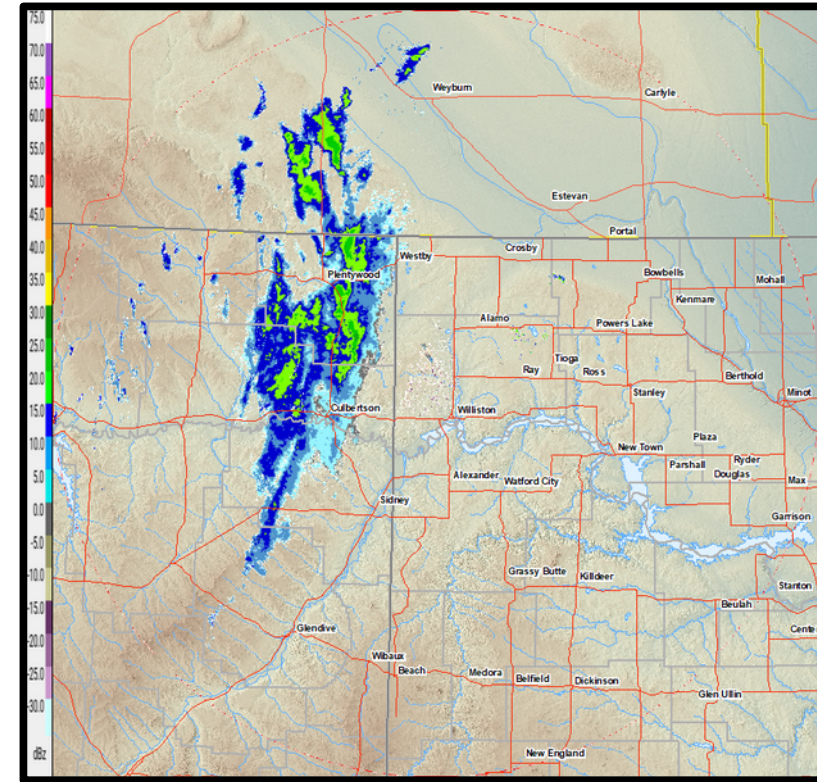 75.0
70.0
65.0
60.0
55.0
50.0
45.0
40.0
35.0
30.0
25.0
20.0
15.0
10.0
5.0
0.0
-5.0
-10.0
-15.0
-20.0
-25.0
-30.0
dBz
Weyburn
Carlyle
Estevan
Portal
Crosby
Westby
Plentywood
Bowbells
Mohall
Kenmare
Alamo
Powers Lake
Tioga
Ray
Ross
Berthold
Stanley
Minot
Culbertson
Williston
Plaza
New Town
Ryder
Parshall
Douglas
Max
Alexander
Watford City
Sidney
Garrison
Grassy Butte
Killdeer
Stanton
Beulah
Glendive
Cente
Wibaux
Beach
Medora
Belfield
Dickinson
Glen Ullin
New England